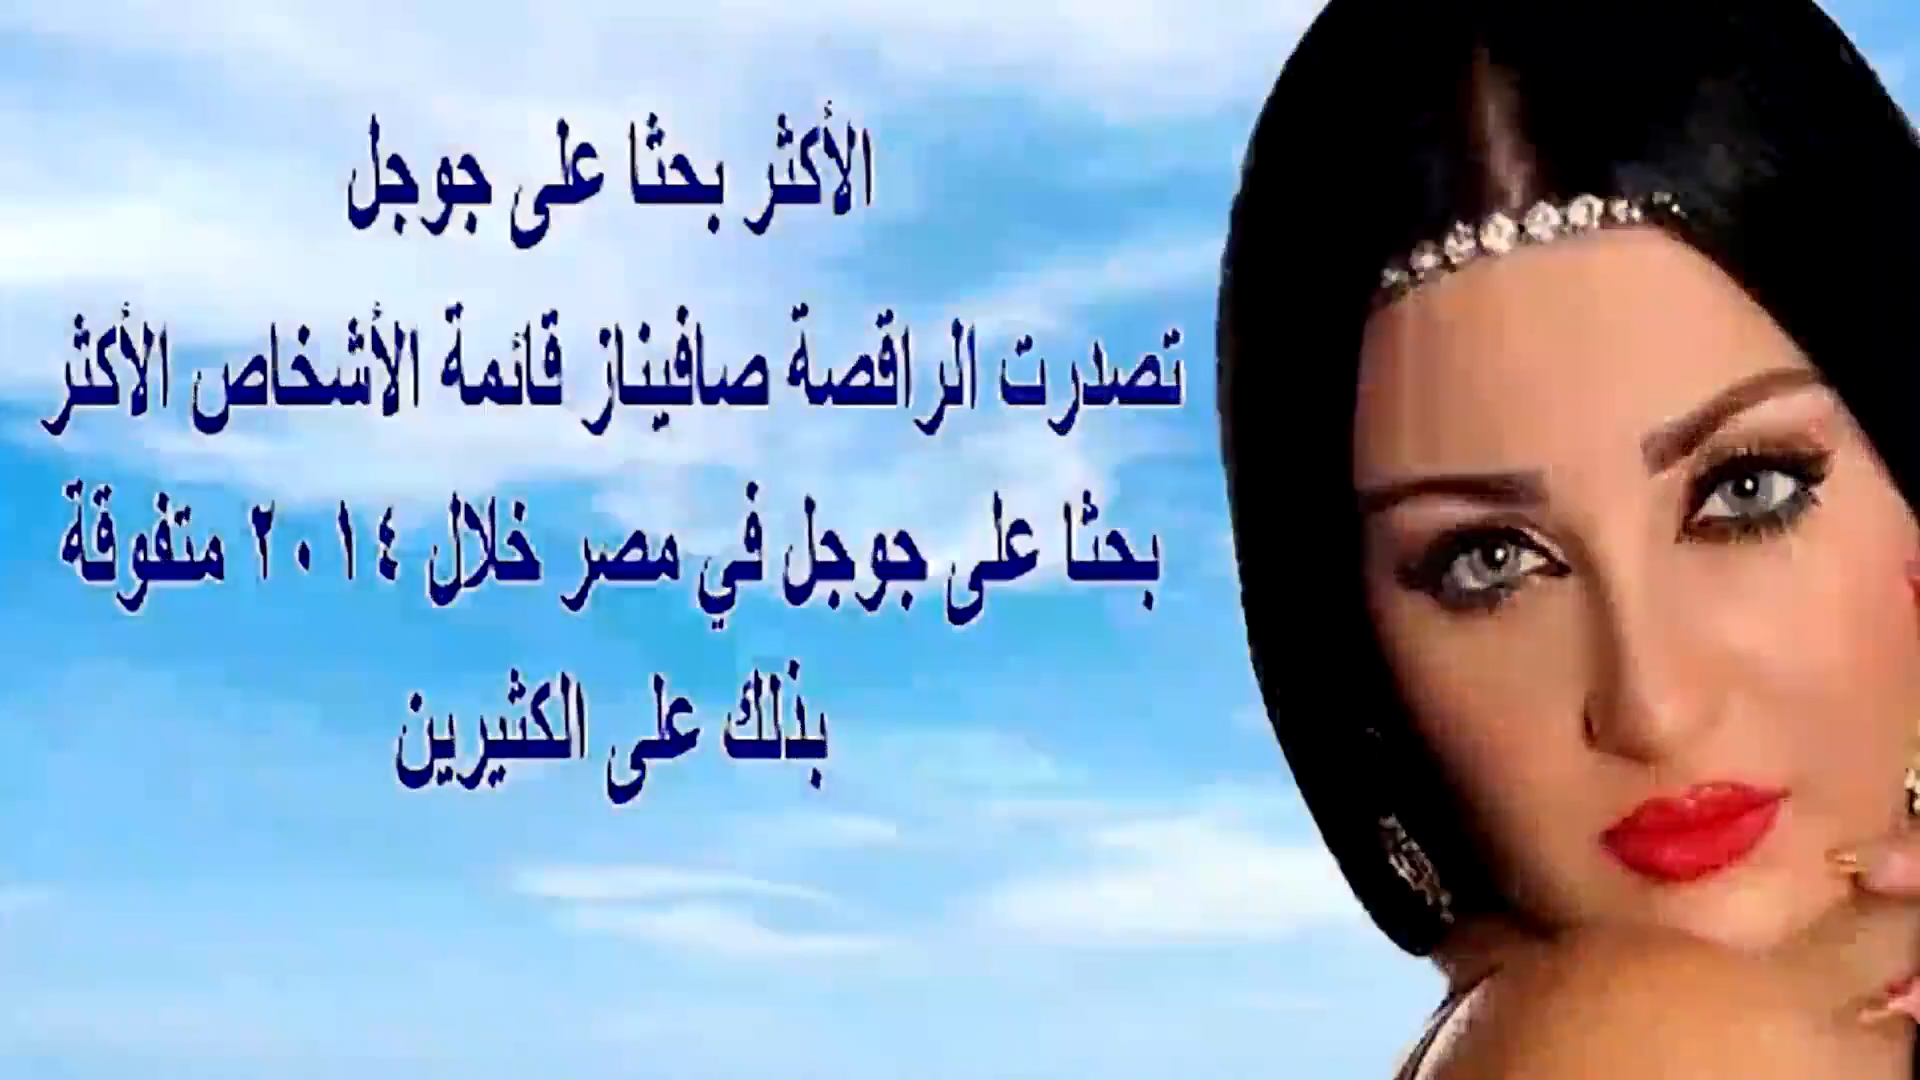 الأكثر بحثا على جوجل
تصدرت الراقصة صافيناز قائمة الأشخاص الأكثر
بحثا على جوجل في مصر خلال ٢٠١٤ متفوقة
بذلك على الكثيرين